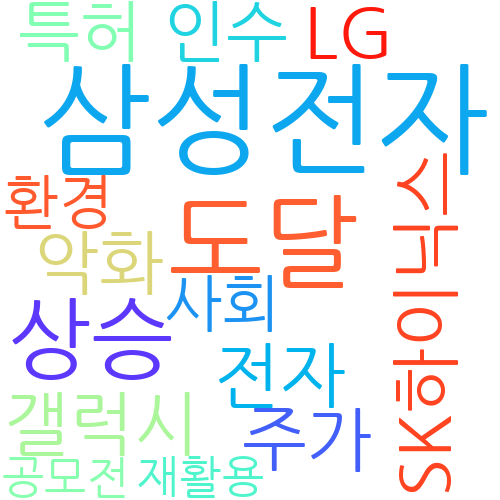 특허 인수 LG
삼성전자
환경
도달
악화
사회
상승
전자
갤럭시
주가
공모전 재활용
SK하이닉스